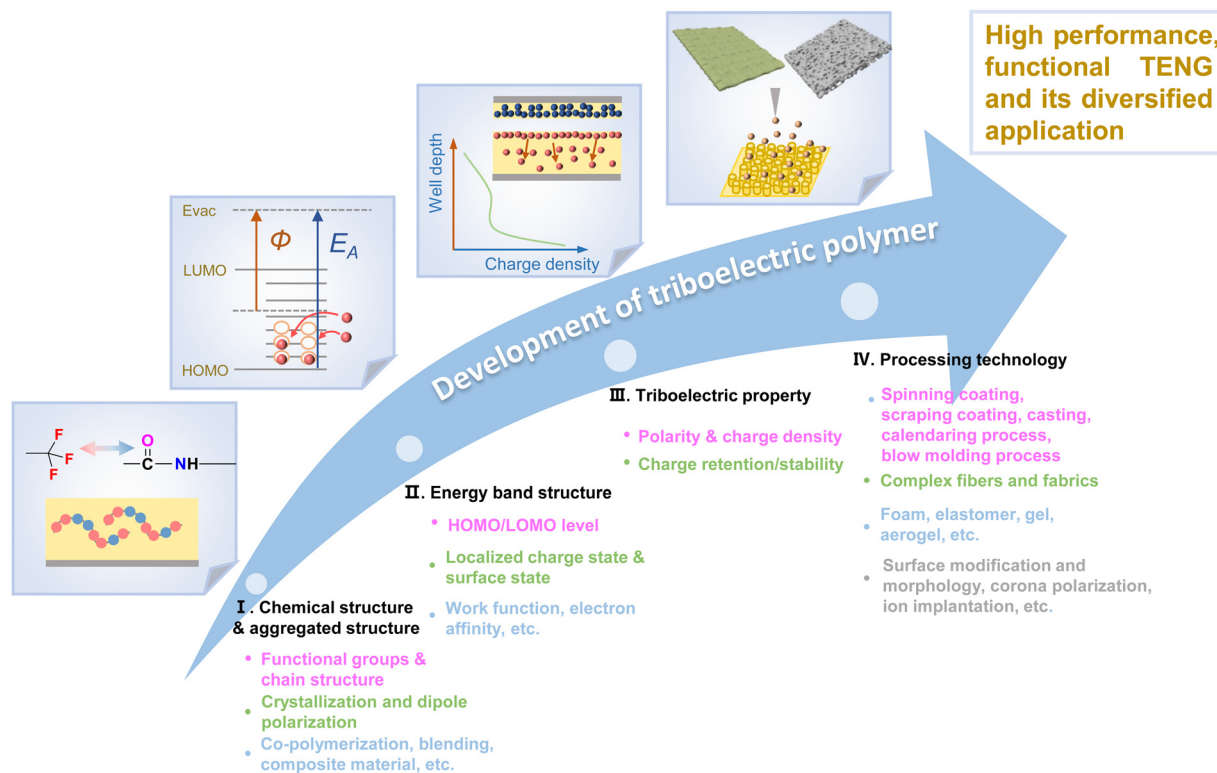 High performance,
functional TENG
and its diversified
application
Well depth
Charge density
Evac
Φ
E_A
LUMO
HOMO
F
F
F
O
C
NH
Development of triboelectric polymer
Ⅰ. Chemical structure
& aggregated structure
• Functional groups &
chain structure
• Crystallization and dipole
polarization
• Co-polymerization, blending,
composite material, etc.
Ⅱ. Energy band structure
• HOMO/LOMO level
• Localized charge state &
surface state
• Work function, electron
affinity, etc.
Ⅲ. Triboelectric property
• Polarity & charge density
• Charge retention/stability
Ⅳ. Processing technology
• Spinning coating,
scraping coating, casting,
calendaring process,
blow molding process
• Complex fibers and fabrics
• Foam, elastomer, gel,
aerogel, etc.
• Surface modification and
morphology, corona polarization,
ion implantation, etc.